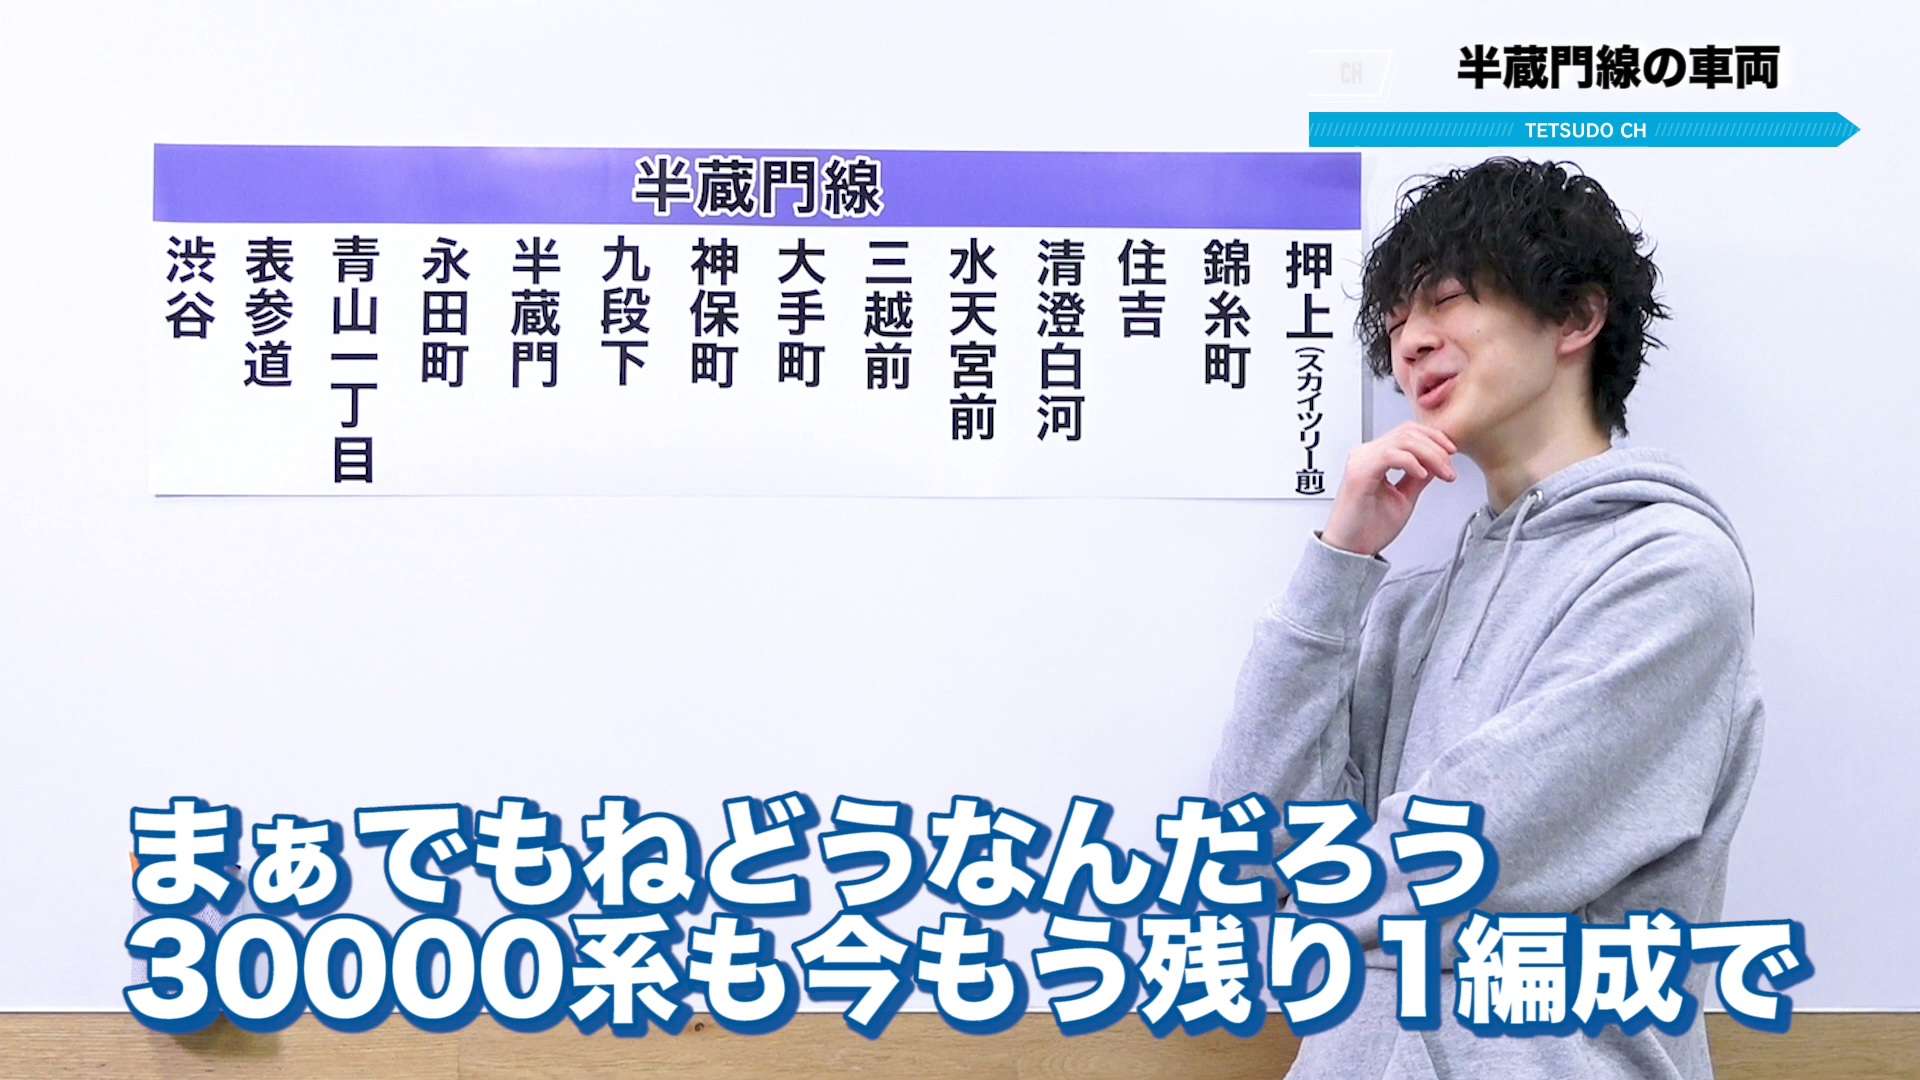 CH
半蔵門線の車両
TETSUDO CH
半蔵門線
渋谷
表参道
青山一丁目
永田町
半蔵門
九段下
神保町
大手町
三越前
水天宮前
清澄白河
住吉
錦糸町
押上(スカイツリー前)
まぁでもねどうなんだろう
30000系も今もう残り1編成で